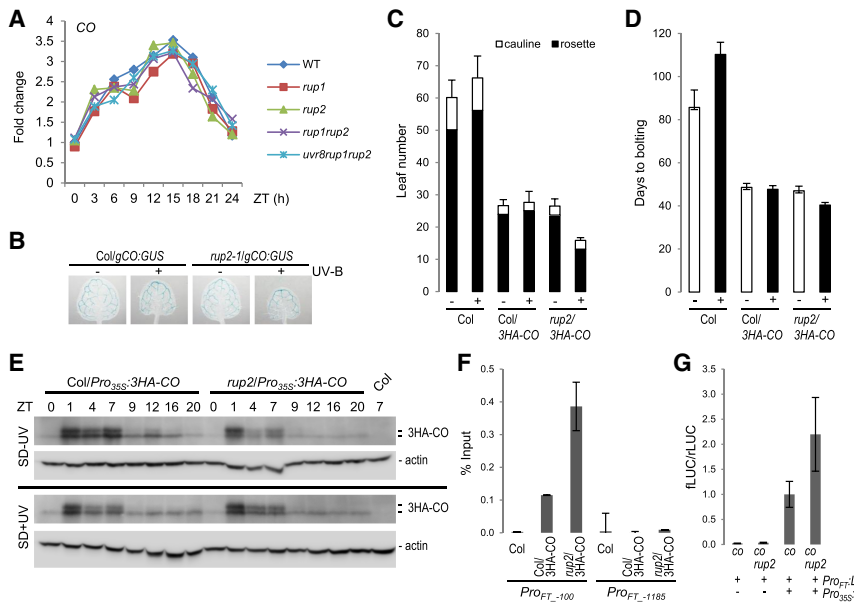 A
CO
Fold change
4
3.5
3
2.5
2
1.5
1
0.5
0
0 3 6 9 12 15 18 21 24 ZT (h)
WT
rup1
rup2
rup1rup2
uvr8rup1rup2
B
Col/gCO:GUS rup2-1/gCO:GUS
- + - + UV-B
C
cauline
rosette
Leaf number
80
70
60
50
40
30
20
10
0
- + - + - +
Col Col/ rup2/
3HA-CO 3HA-CO
D
Days to bolting
120
100
80
60
40
20
0
- + - + - +
Col Col/ rup2/
3HA-CO 3HA-CO
E
Col/Pro35S:3HA-CO rup2/Pro35S:3HA-CO Col
ZT 0 1 4 7 9 12 16 20 0 1 4 7 9 12 16 20 7
SD-UV
3HA-CO
- actin
SD+UV
3HA-CO
- actin
F
% Input
0.5
0.4
0.3
0.2
0.1
0.0
Col
Col/
3HA-CO
rup2/
3HA-CO
Col
Col/
3HA-CO
rup2/
3HA-CO
ProFT_-100 ProFT_-1185
G
fLUC/rLUC
3.5
3.0
2.5
2.0
1.5
1.0
0.5
0.0
co co co co
rup2 rup2
+ + + + ProFT:L
+ + Pro35S: